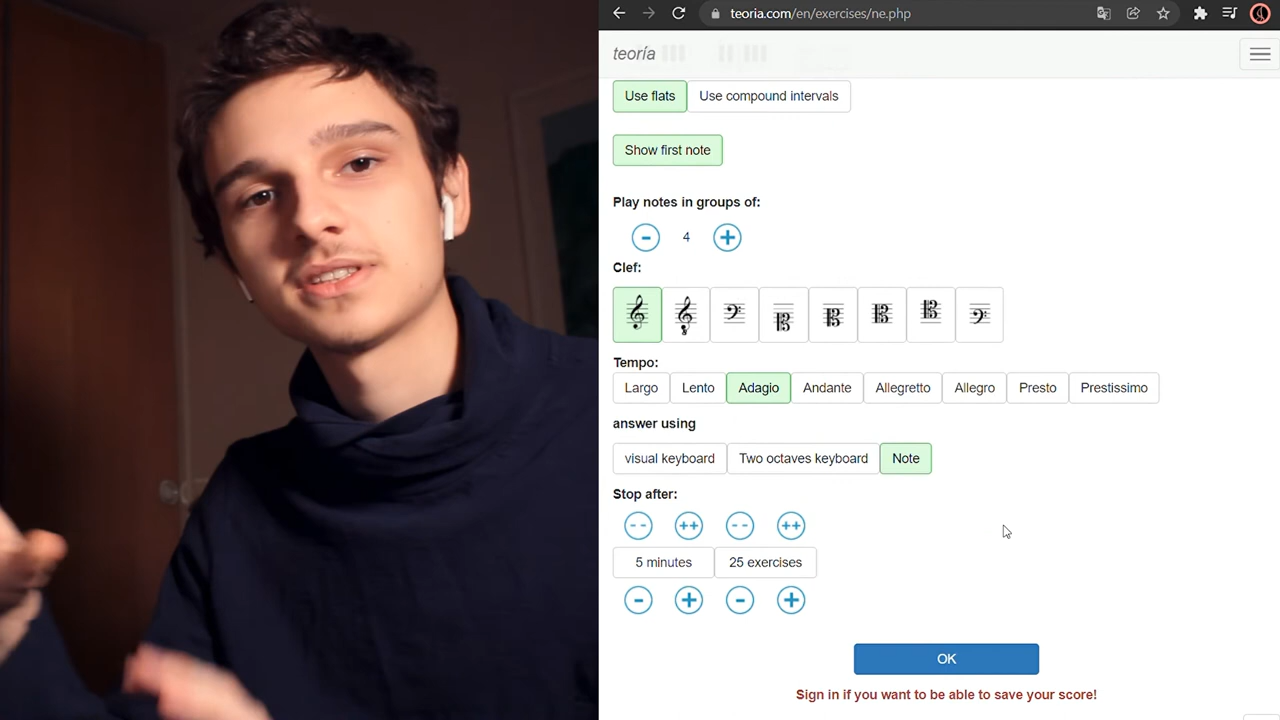 teoria.com/en/exercises/ne.php
teoría
Use flats Use compound intervals
Show first note
Play notes in groups of:
- 4 +
Clef:
Tempo:
Largo Lento Adagio Andante Allegretto Allegro Presto Prestissimo
answer using
visual keyboard Two octaves keyboard Note
Stop after:
-- ++ -- ++
5 minutes 25 exercises
- + - +
OK
Sign in if you want to be able to save your score!